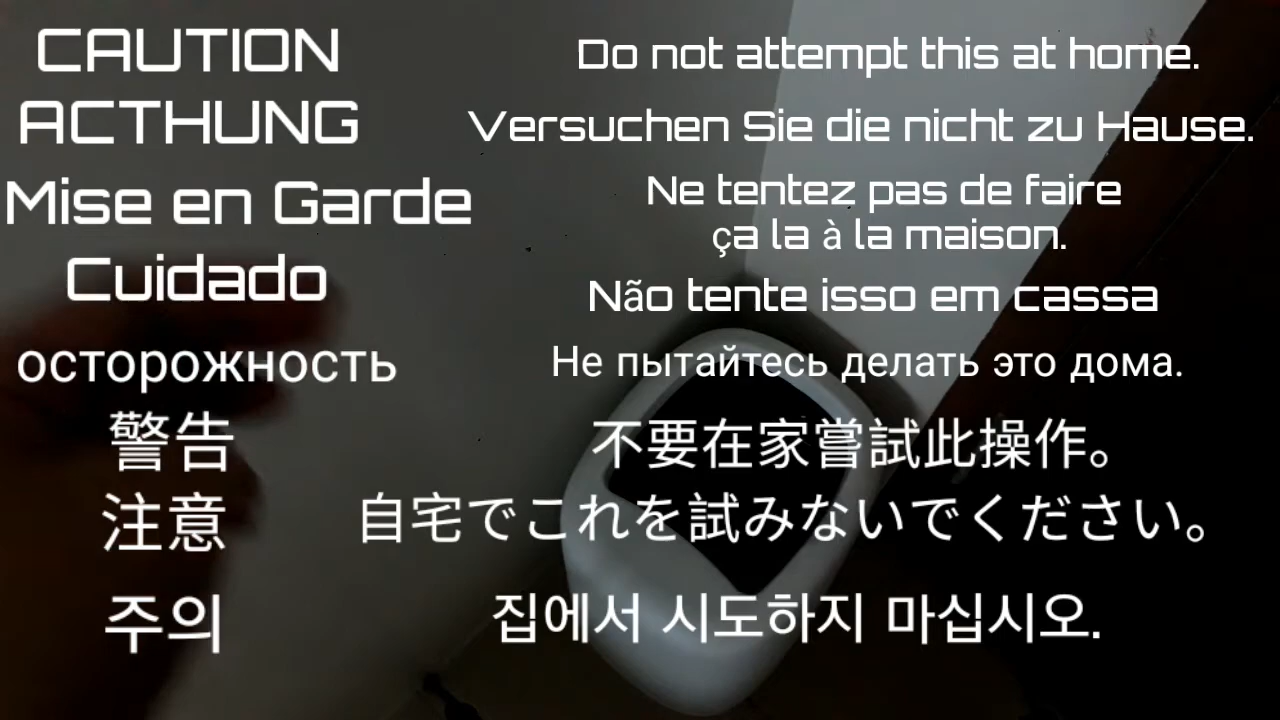 CAUTION Do not attempt this at home.
ACTHUNG Versuchen Sie die nicht zu Hause.
Mise en Garde Ne tentez pas de faire
ça la à la maison.
Cuidado Não tente isso em cassa
осторожность Не пытайтесь делать это дома.
警告 不要在家嘗試此操作。
注意 自宅でこれを試みないでください。
주의 집에서 시도하지 마십시오.